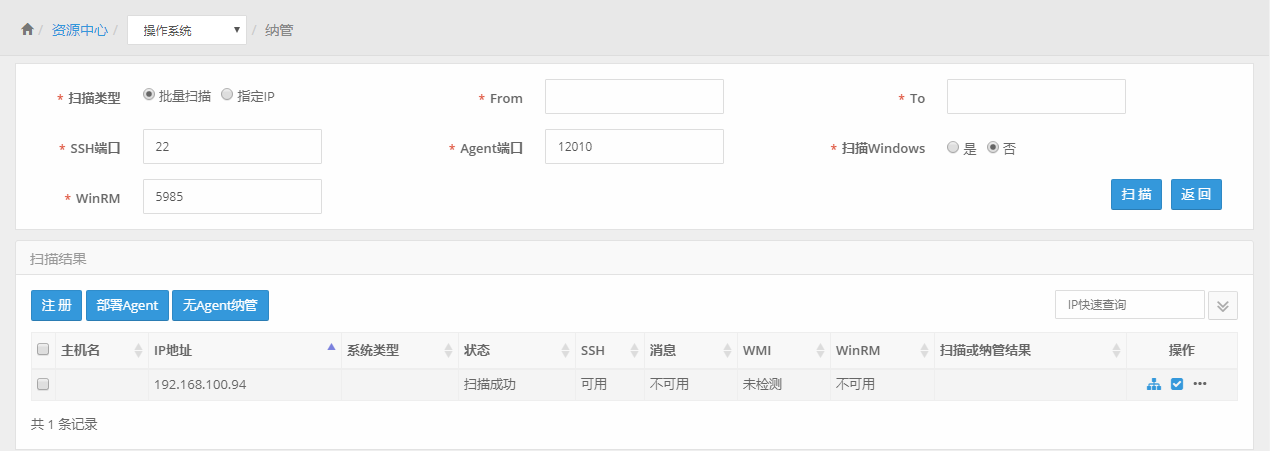 / 资源中心 / 操作系统 / 纳管
* 扫描类型 批量扫描 指定IP * From * To
* SSH端口 22 * Agent端口 12010 * 扫描Windows 是 否
* WinRM 5985 扫 描 返 回
扫描结果
注 册 部署Agent 无Agent纳管 IP快速查询
主机名 IP地址 系统类型 状态 SSH 消息 WMI WinRM 扫描或纳管结果 操作
192.168.100.94 扫描成功 可用 不可用 未检测 不可用
共 1 条记录